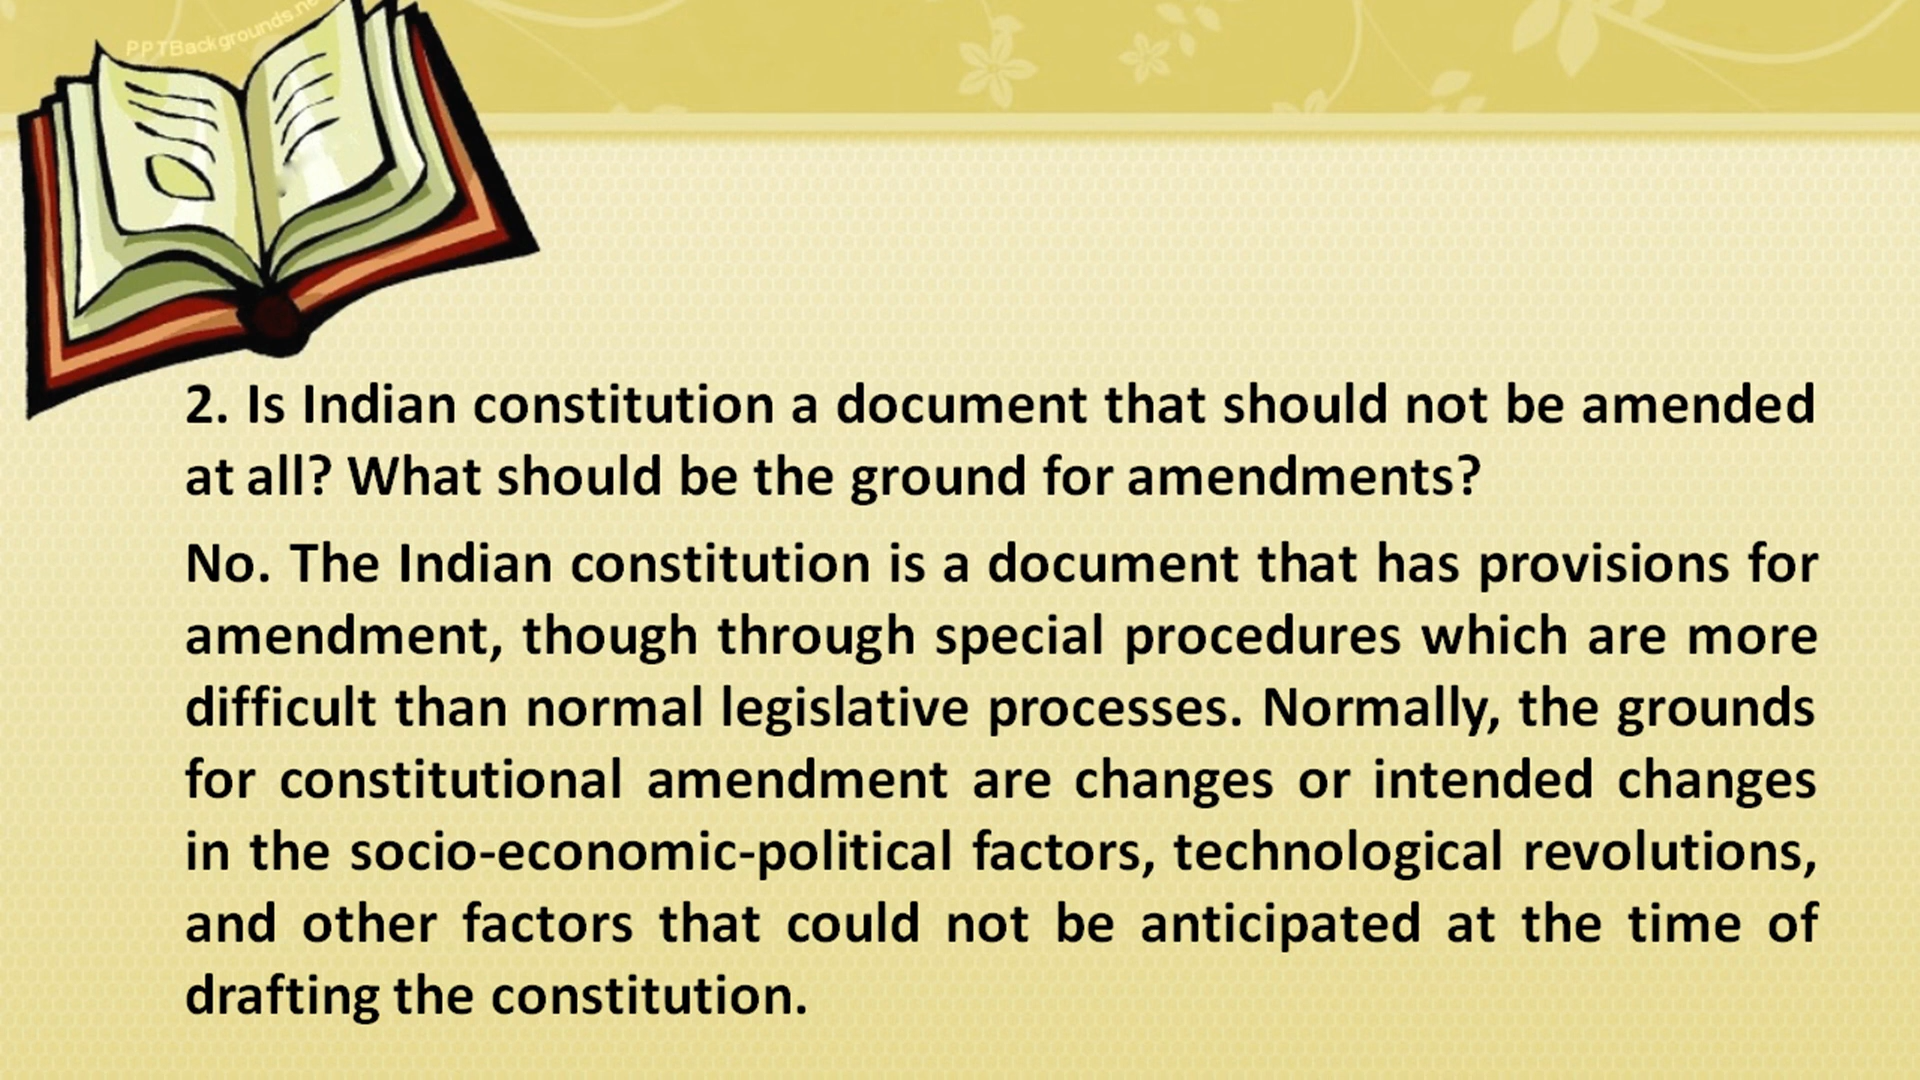 PPTBackgrounds.ne
2. Is Indian constitution a document that should not be amended
at all? What should be the ground for amendments?
No. The Indian constitution is a document that has provisions for
amendment, though through special procedures which are more
difficult than normal legislative processes. Normally, the grounds
for constitutional amendment are changes or intended changes
in the socio-economic-political factors, technological revolutions,
and other factors that could not be anticipated at the time of
drafting the constitution.